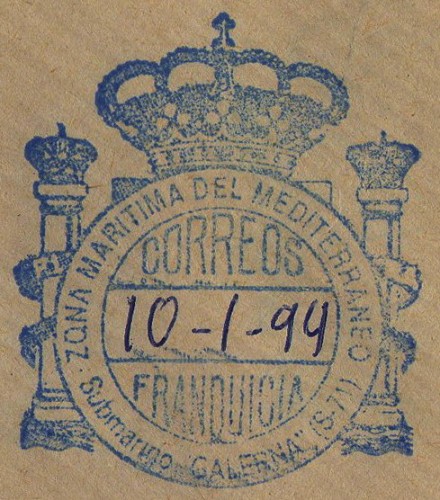 ZONA MARITIMA DEL MEDITERRANEO
CORREOS
10-1-94
FRANQUICIA
Submarino "GALERNA" (S-71)